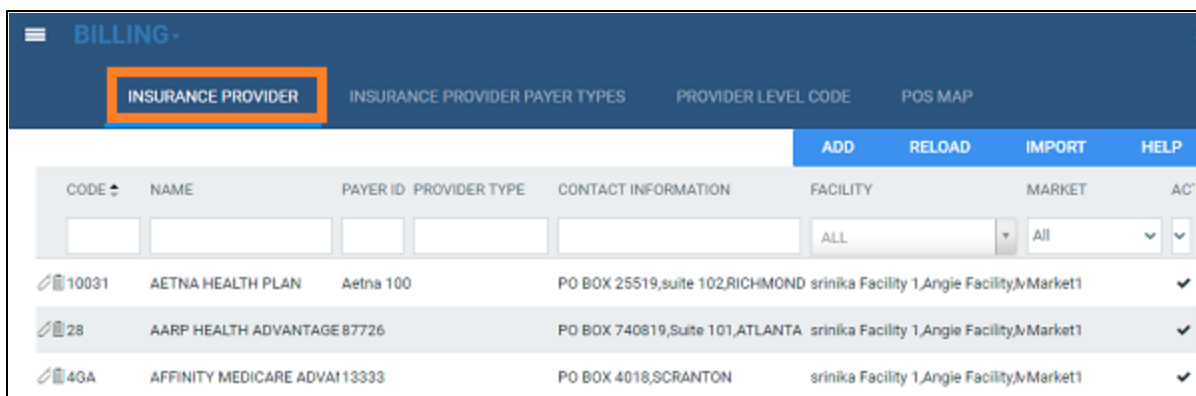 BILLING
INSURANCE PROVIDER INSURANCE PROVIDER PAYER TYPES PROVIDER LEVEL CODE POS MAP
ADD RELOAD IMPORT HELP
CODE NAME PAYER ID PROVIDER TYPE CONTACT INFORMATION FACILITY MARKET ACT
ALL All
10031 AETNA HEALTH PLAN Aetna 100 PO BOX 25519,suite 102,RICHMOND srinika Facility 1,Angie Facility,M Market1
28 AARP HEALTH ADVANTAGE 87726 PO BOX 740819,Suite 101,ATLANTA srinika Facility 1,Angie Facility,M Market1
4GA AFFINITY MEDICARE ADVAN 13333 PO BOX 4018,SCRANTON srinika Facility 1,Angie Facility,M Market1